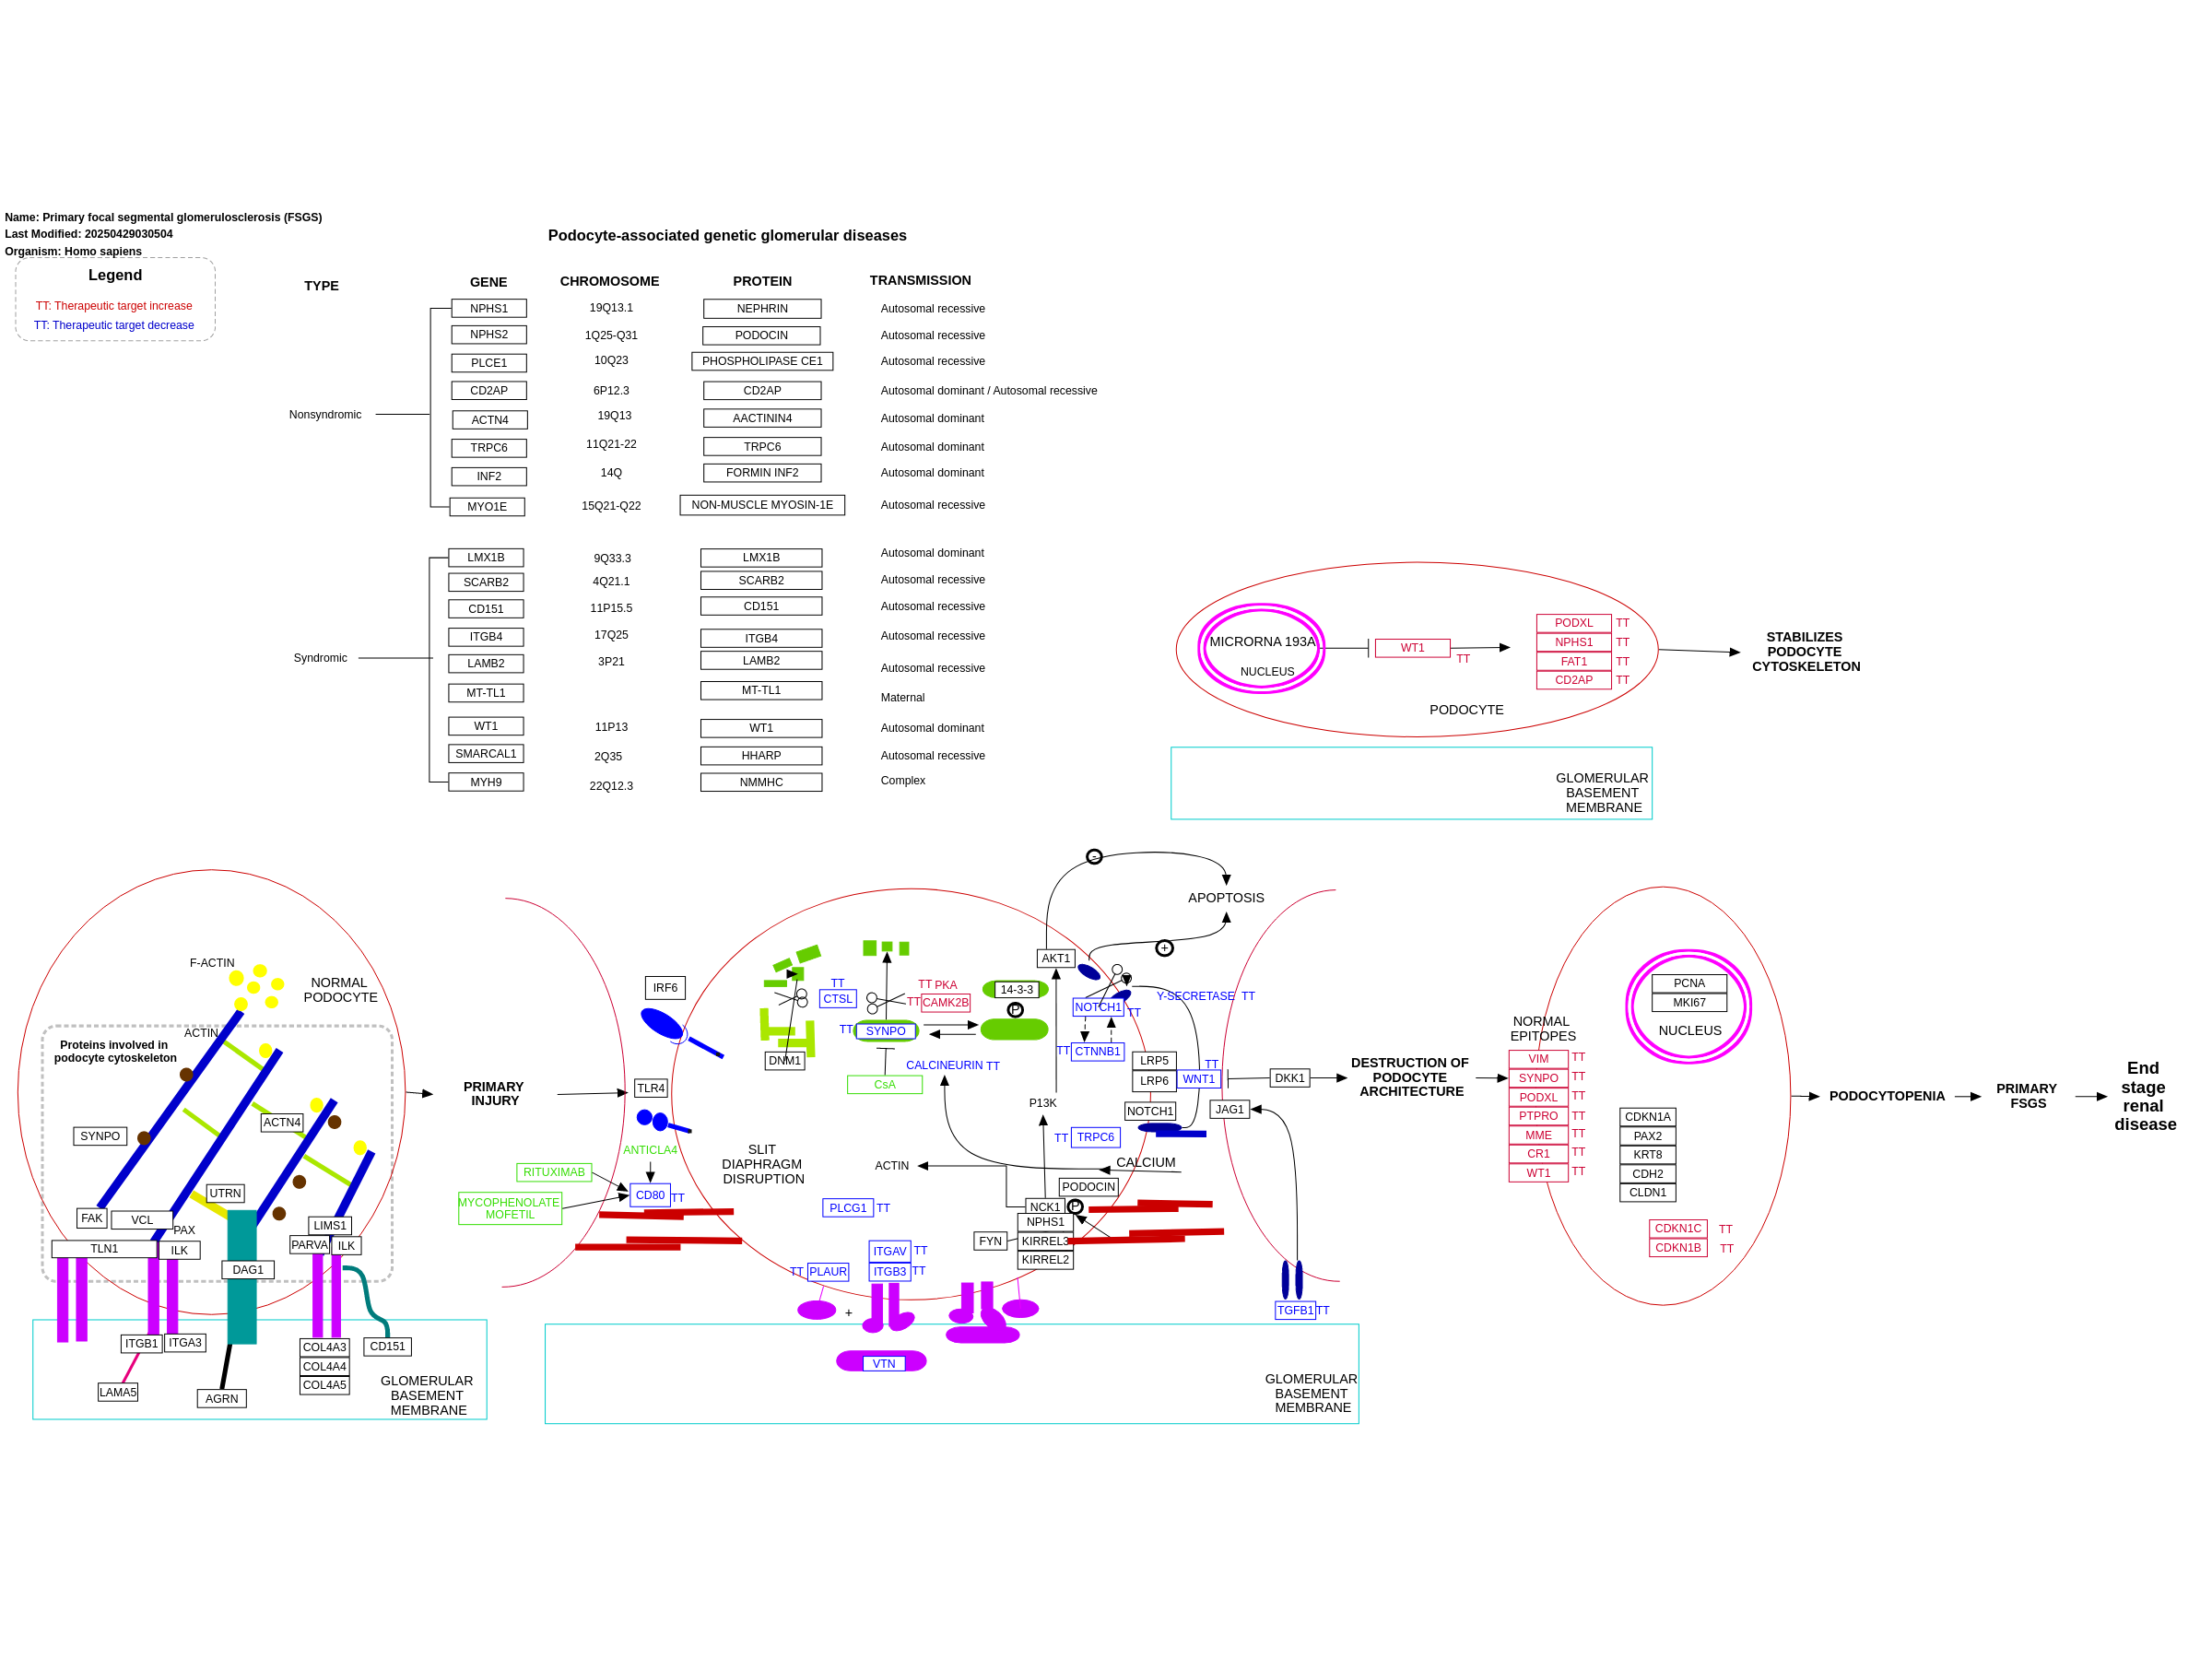 Name: Primary focal segmental glomerulosclerosis (FSGS)
Last Modified: 20250429030504
Organism: Homo sapiens
Legend
TT: Therapeutic target increase
TT: Therapeutic target decrease
Podocyte-associated genetic glomerular diseases
TYPE GENE CHROMOSOME PROTEIN TRANSMISSION
NPHS1 19Q13.1 NEPHRIN Autosomal recessive
NPHS2 1Q25-Q31 PODOCIN Autosomal recessive
PLCE1 10Q23 PHOSPHOLIPASE CE1 Autosomal recessive
CD2AP 6P12.3 CD2AP Autosomal dominant / Autosomal recessive
Nonsyndromic
ACTN4 19Q13 AACTININ4 Autosomal dominant
TRPC6 11Q21-22 TRPC6 Autosomal dominant
INF2 14Q FORMIN INF2 Autosomal dominant
MYO1E 15Q21-Q22 NON-MUSCLE MYOSIN-1E Autosomal recessive
LMX1B 9Q33.3 LMX1B Autosomal dominant
SCARB2 4Q21.1 SCARB2 Autosomal recessive
CD151 11P15.5 CD151 Autosomal recessive
ITGB4 17Q25 ITGB4 Autosomal recessive
Syndromic
LAMB2 3P21 LAMB2 Autosomal recessive
MT-TL1 MT-TL1 Maternal
WT1 11P13 WT1 Autosomal dominant
SMARCAL1 2Q35 HHARP Autosomal recessive
MYH9 22Q12.3 NMMHC Complex
MICRORNA 193A
NUCLEUS
WT1
TT
PODXL TT
NPHS1 TT
FAT1 TT
CD2AP TT
PODOCYTE
STABILIZES
PODOCYTE
CYTOSKELETON
GLOMERULAR
BASEMENT
MEMBRANE
F-ACTIN
NORMAL
PODOCYTE
ACTIN
Proteins involved in
podocyte cytoskeleton
SYNPO
ACTN4
UTRN
FAK
VCL
PAX
LIMS1
TLN1
ILK
PARVA
ILK
DAG1
ITGB1
ITGA3
COL4A3
COL4A4
COL4A5
CD151
LAMA5
AGRN
GLOMERULAR
BASEMENT
MEMBRANE
PRIMARY
INJURY
IRF6
TLR4
ANTICLA4
RITUXIMAB
MYCOPHENOLATE
MOFETIL
CD80
TT
SLIT
DIAPHRAGM
DISRUPTION
DNM1
TT
CTSL
TT PKA
TT CAMK2B
TT SYNPO
14-3-3
P
CALCINEURIN TT
CsA
AKT1
-
APOPTOSIS
+
NOTCH1
TT
Y-SECRETASE TT
TT CTNNB1
LRP5
LRP6
TT
WNT1
DKK1
P13K
NOTCH1
JAG1
TT TRPC6
ACTIN
CALCIUM
PODOCIN
NCK1
P
NPHS1
KIRREL3
KIRREL2
FYN
PLCG1 TT
ITGAV TT
ITGB3 TT
TT PLAUR
+
VTN
TGFB1 TT
GLOMERULAR
BASEMENT
MEMBRANE
DESTRUCTION OF
PODOCYTE
ARCHITECTURE
NORMAL
EPITOPES
VIM TT
SYNPO TT
PODXL TT
PTPRO TT
MME TT
CR1 TT
WT1 TT
PCNA
MKI67
NUCLEUS
CDKN1A
PAX2
KRT8
CDH2
CLDN1
CDKN1C TT
CDKN1B TT
PODOCYTOPENIA
PRIMARY
FSGS
End
stage
renal
disease